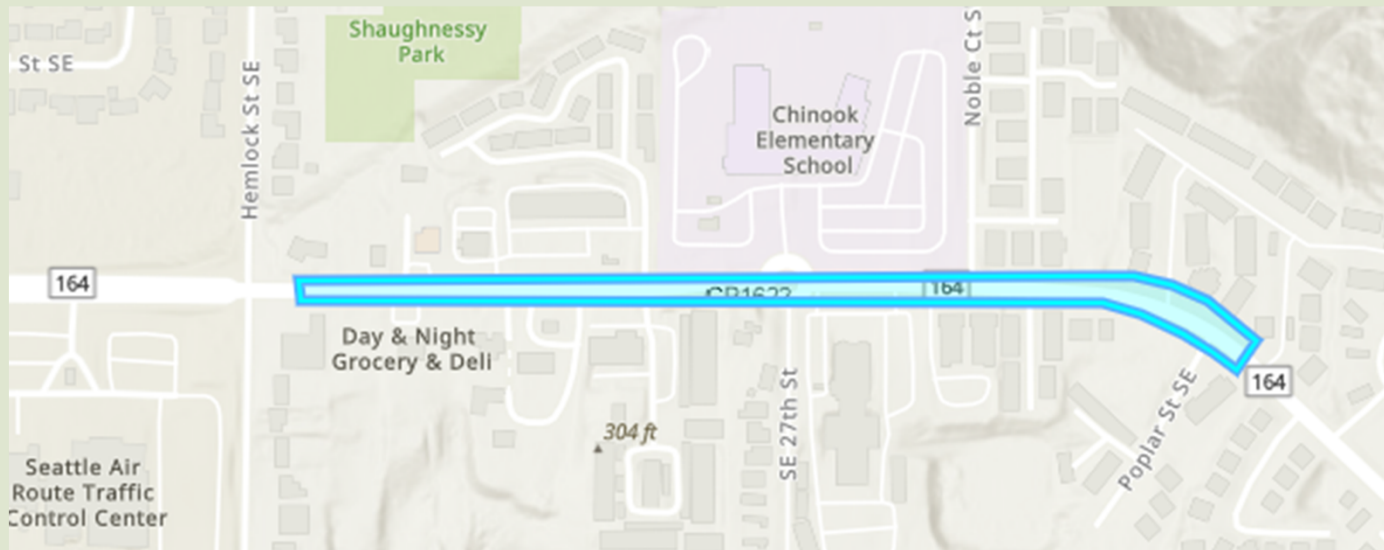 Shaughnessy
Park
St SE
Hemlock St SE
Noble Ct S
Chinook
Elementary
School
164
164
Day & Night
Grocery & Deli
164
304 ft
SE 27th St
Poplar St SE
Seattle Air
Route Traffic
Control Center